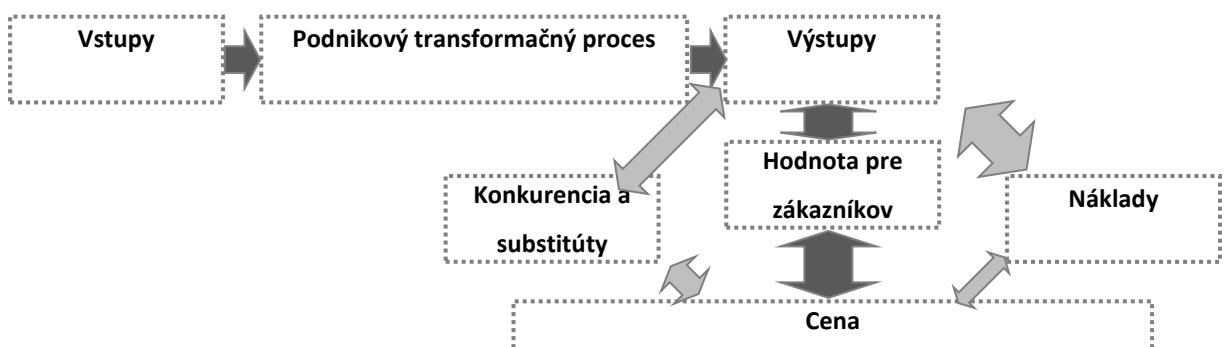 Vstupy
Podnikový transformačný proces
Výstupy
Konkurencia a
substitúty
Hodnota pre
zákazníkov
Náklady
Cena